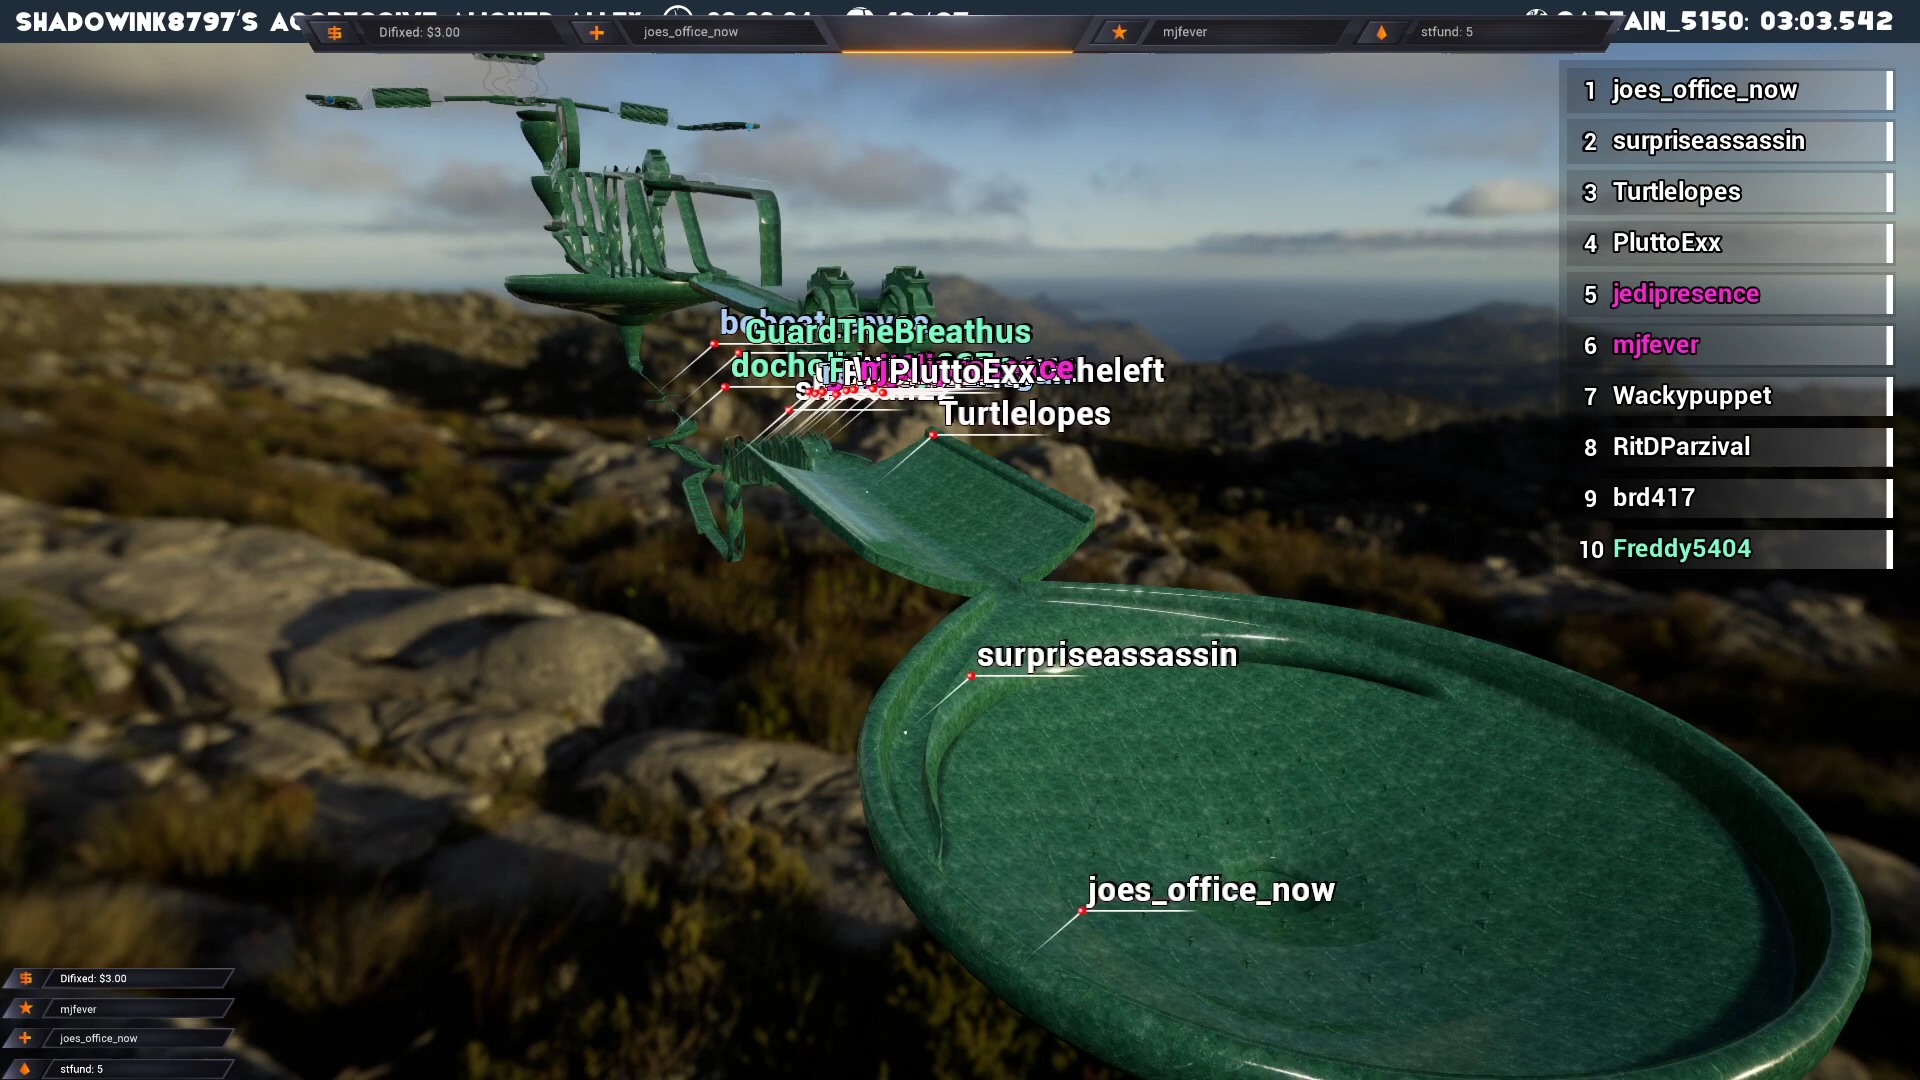 SHADOWINK8797'S
Difixed: $3.00
joes_office_now
mjfever
stfund: 5
5150: 03:03.542
1 joes_office_now
2 surpriseassassin
3 Turtlelopes
4 PluttoExx
5 jedipresence
6 mjfever
7 Wackypuppet
8 RitDParzival
9 brd417
10 Freddy5404
GuardTheBreathus
PluttoExx
Turtlelopes
surpriseassassin
joes_office_now
Difixed: $3.00
mjfever
joes_office_now
stfund: 5